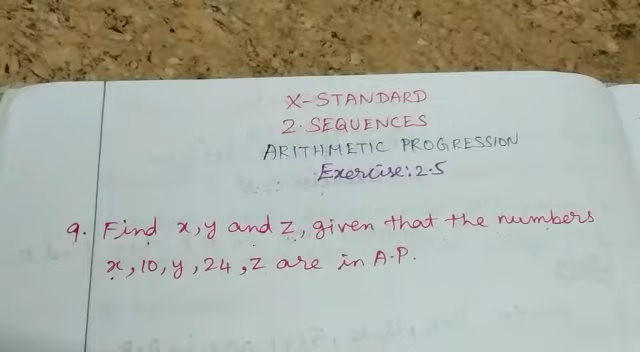 X-STANDARD
2. SEQUENCES
ARITHMETIC PROGRESSION
Exercise: 2.5
9. Find x, y and z, given that the numbers
x, 10, y, 24, z are in A.P.